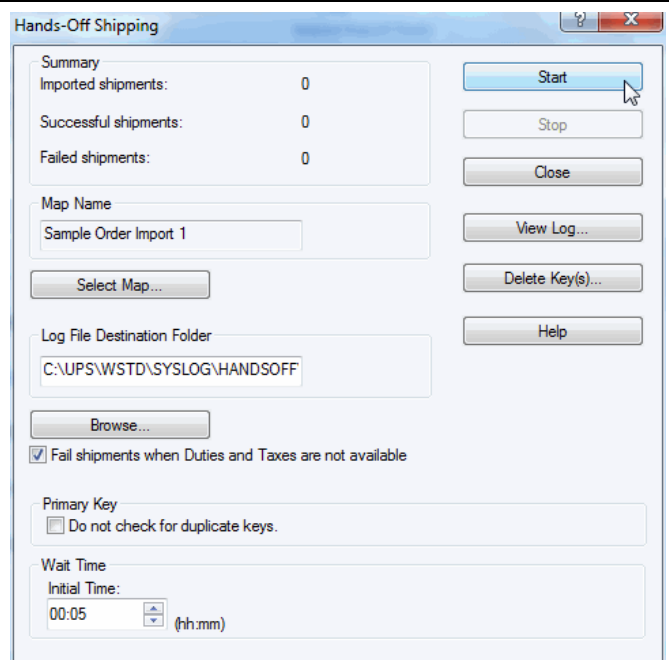 Hands-Off Shipping
?
X
Summary
Imported shipments: 0
Successful shipments: 0
Failed shipments: 0
Start
Stop
Close
Map Name
Sample Order Import 1
View Log...
Select Map...
Delete Key(s)...
Log File Destination Folder
C:\UPS\WSTD\SYSLOG\HANDSOFF
Help
Browse...
Fail shipments when Duties and Taxes are not available
Primary Key
Do not check for duplicate keys.
Wait Time
Initial Time:
00:05 (hh:mm)